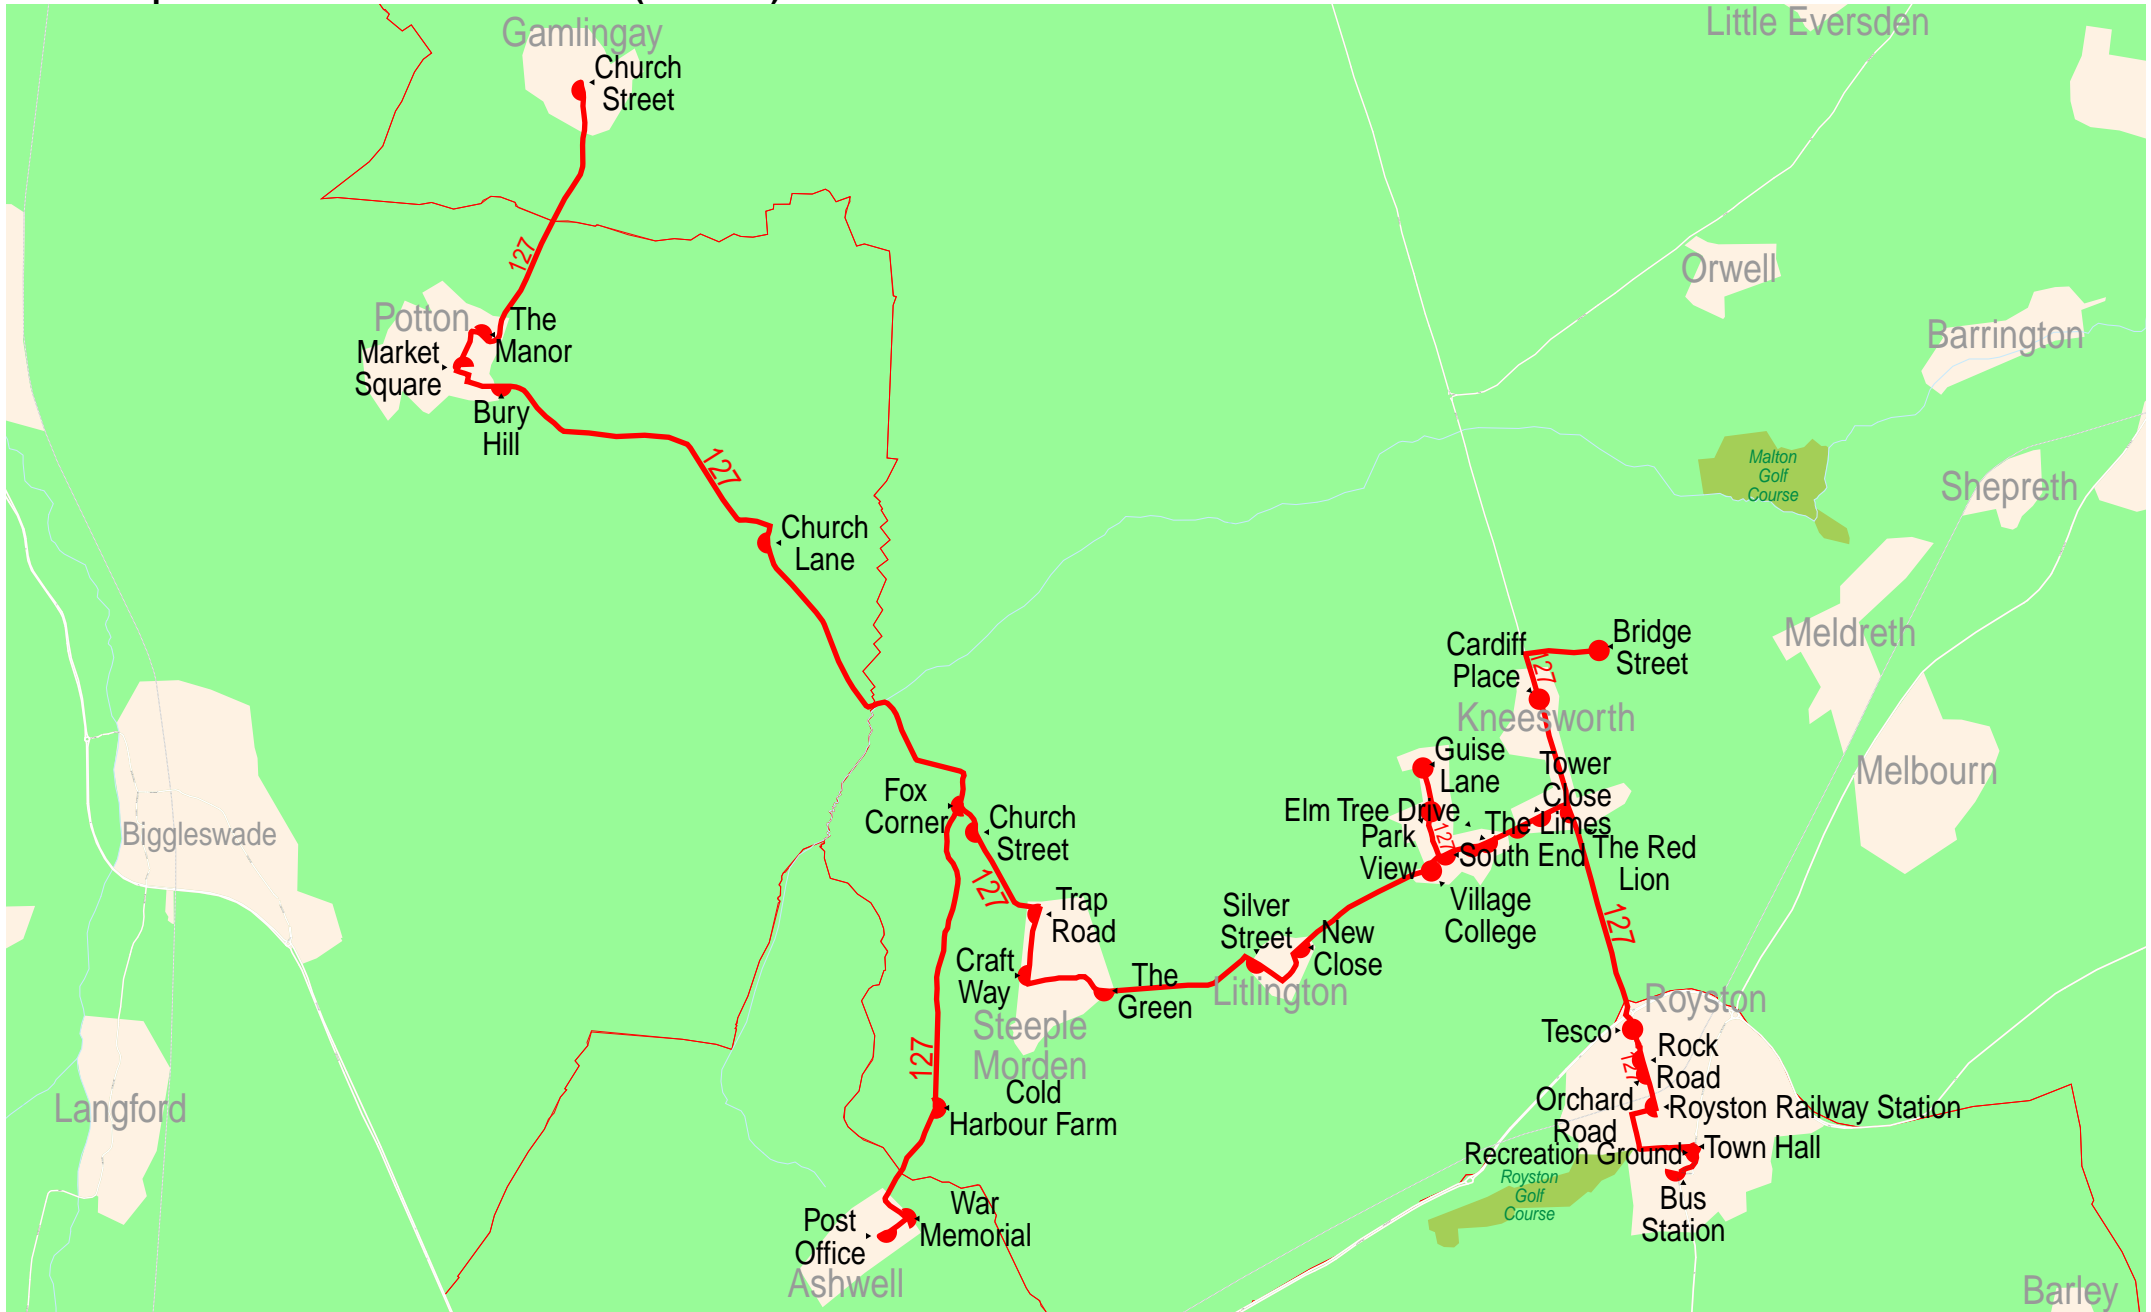 Gamlingay
Little Eversden
Church
Street
127
Orwell
Potton
The
Manor
Market
Square
Barrington
Bury
Hill
127
Malton
Golf
Course
Shepreth
Church
Lane
Cardiff
Place
127
Bridge
Street
Meldreth
Kneesworth
Guise
Lane
Tower
Close
Melbourn
Fox
Corner
Elm Tree Drive
Church
Street
Biggleswade
Park
View
127
The Limes
South End
The Red
Lion
127
Trap
Road
Silver
Street
Village
College
127
New
Close
Craft
Way
The
Green
Litlington
Royston
Steeple
Morden
Tesco
127
Rock
Road
127
Cold
Harbour Farm
Langford
Orchard
Road
Royston Railway Station
Recreation Ground
Town Hall
Royston
Golf
Course
Bus
Station
War
Memorial
Post
Office
Ashwell
Barley